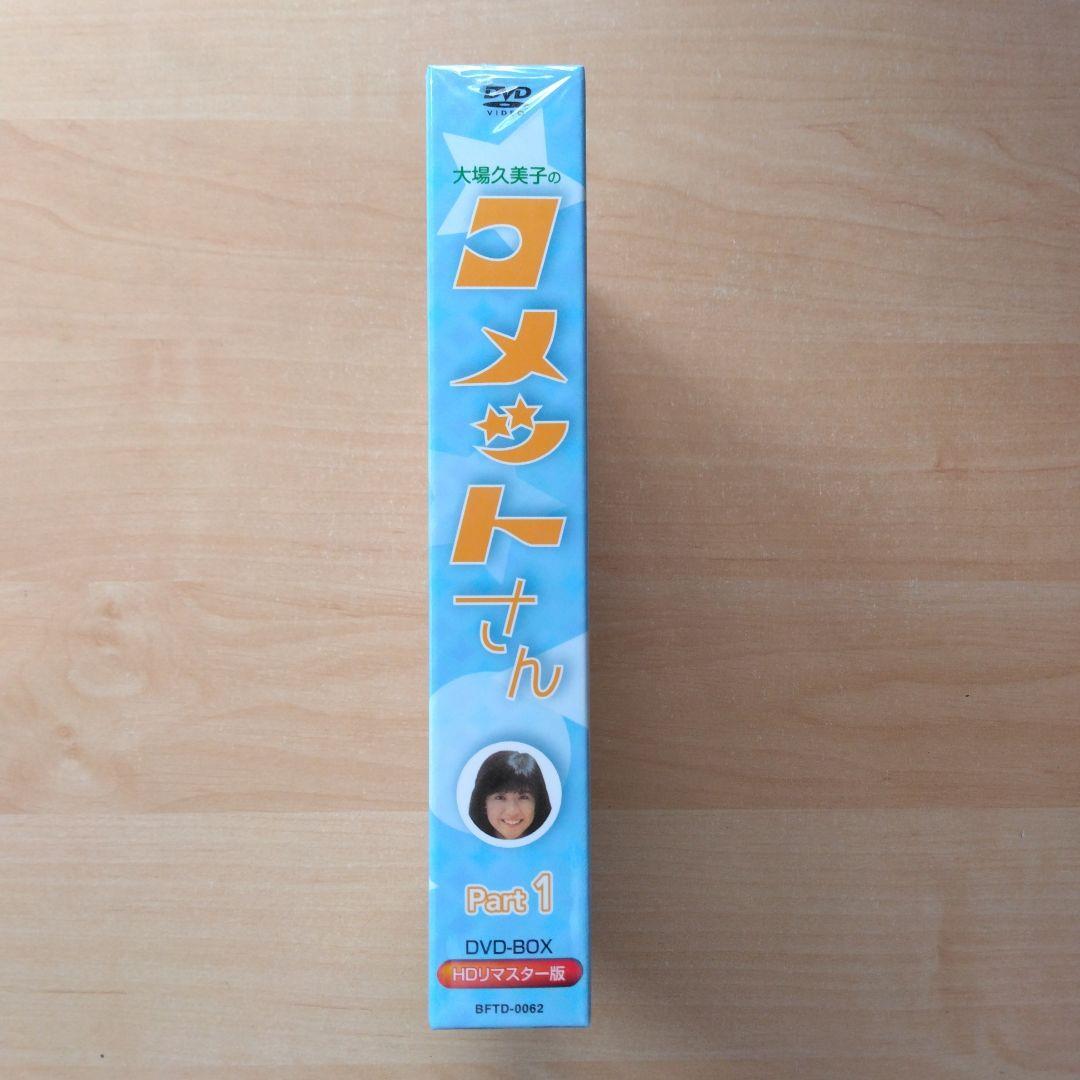 DVD
VIDEO
大場久美子の
コメットさん
Part 1
DVD-BOX
HDリマスター版
BFTD-0062